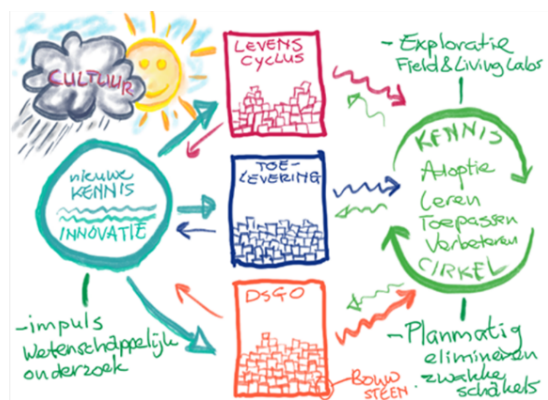 CULTUUR
LEVENS
CYCLUS
- Exploratie
Field & Living Labs
nieuwe
KENNIS
INNOVATIE
TOE-
LEVERING
KENNIS
Adoptie
Leren
Toepassen
Verbeteren
CIRKEL
DSGO
- impuls
Wetenschappelijk
onderzoek
BOUW
STEEN
- Planmatig
elimineren
zwakke
schakels